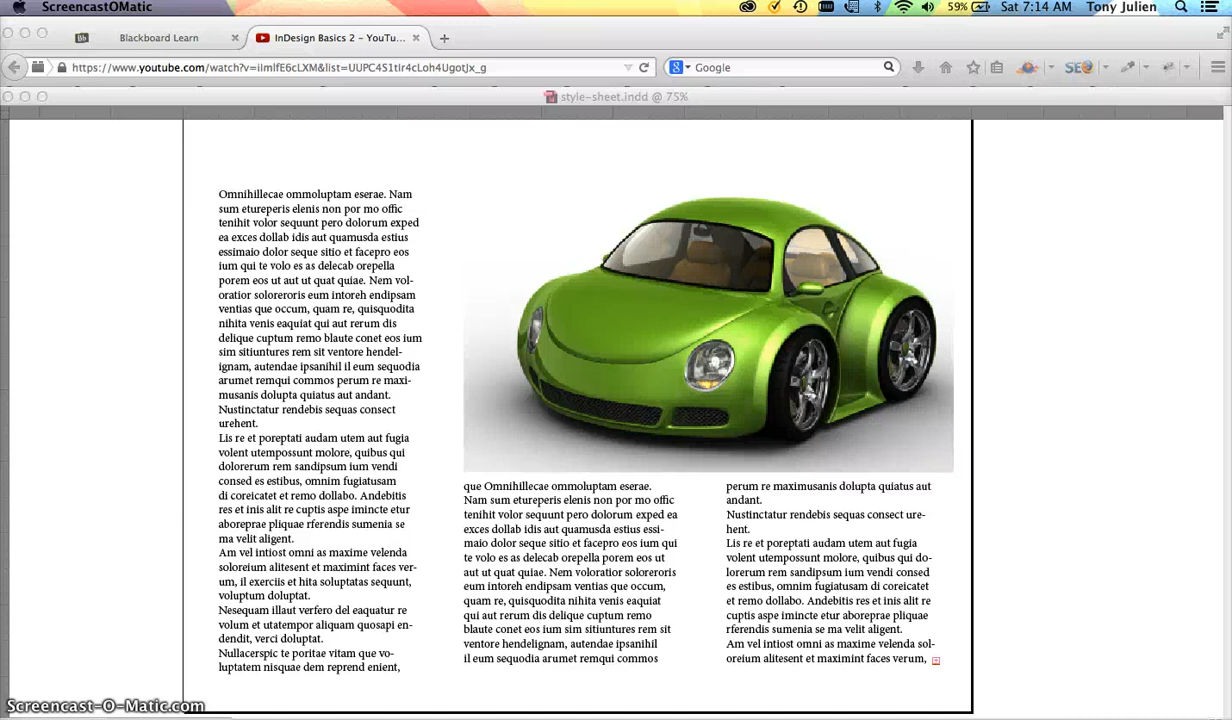 ScreencastOMatic
59%
Sat 7:14 AM
Tony Julien
Bb
Blackboard Learn
InDesign Basics 2 – YouTu...
https://www.youtube.com/watch?v=iImlfE6cLXM&list=UUPC4S1tIr4cLoh4UgotJx_g
Google
SEO
style-sheet.indd @ 75%
Omnihillecae ommoluptam eserae. Nam
sum etureperis elenis non por mo offic
tenihit volor sequunt pero dolorum exped
ea exces dollab idis aut quamusda estius
essimaio dolor seque sitio et facepro eos
ium qui te volo es as delecab orepella
porem eos ut aut ut quat quiae. Nem vol-
oratior soloreroris eum intoreh endipsam
ventias que occum, quam re, quisquodita
nihita venis eaquiat qui aut rerum dis
delique cuptum remo blaute conet eos ium
sim sitiuntures rem sit ventore hendel-
ignam, autendae ipsanihil il eum sequodia
arumet remqui commos perum re maxi-
musanis dolupta quiatus aut andant.
Nustinctatur rendebis sequas consect
urehent.
Lis re et poreptati audam utem aut fugia
volent utempossunt molore, quibus qui
dolorerum rem sandipsum ium vendi
consed es estibus, omnim fugiatusam
di coreicatet et remo dollabo. Andebitis
res et inis alit re cuptis aspe imincte etur
aboreprae pliquae rferendis sumenia se
ma velit aligent.
Am vel intiost omni as maxime velenda
soloreium alitesent et maximint faces ver-
um, il exerciis et hita soluptatas sequunt,
voluptum doluptat.
Nesequam illaut verfero del eaquatur re
volum et utatempor aliquam quosapi en-
dendit, verci doluptat.
Nullacerspic te poritae vitam que vo-
luptatem nisquae dem reprend enient,
que Omnihillecae ommoluptam eserae.
Nam sum etureperis elenis non por mo offic
tenihit volor sequunt pero dolorum exped ea
exces dollab idis aut quamusda estius essi-
maio dolor seque sitio et facepro eos ium qui
te volo es as delecab orepella porem eos ut
aut ut quat quiae. Nem voloratior soloreroris
eum intoreh endipsam ventias que occum,
quam re, quisquodita nihita venis eaquiat
qui aut rerum dis delique cuptum remo
blaute conet eos ium sim sitiuntures rem sit
ventore hendelignam, autendae ipsanihil
il eum sequodia arumet remqui commos
perum re maximusanis dolupta quiatus aut
andant.
Nustinctatur rendebis sequas consect ure-
hent.
Lis re et poreptati audam utem aut fugia
volent utempossunt molore, quibus qui do-
lorerum rem sandipsum ium vendi consed
es estibus, omnim fugiatusam di coreicatet
et remo dollabo. Andebitis res et inis alit re
cuptis aspe imincte etur aboreprae pliquae
rferendis sumenia se ma velit aligent.
Am vel intiost omni as maxime velenda sol-
oreium alitesent et maximint faces verum,
Screencast-O-Matic.com